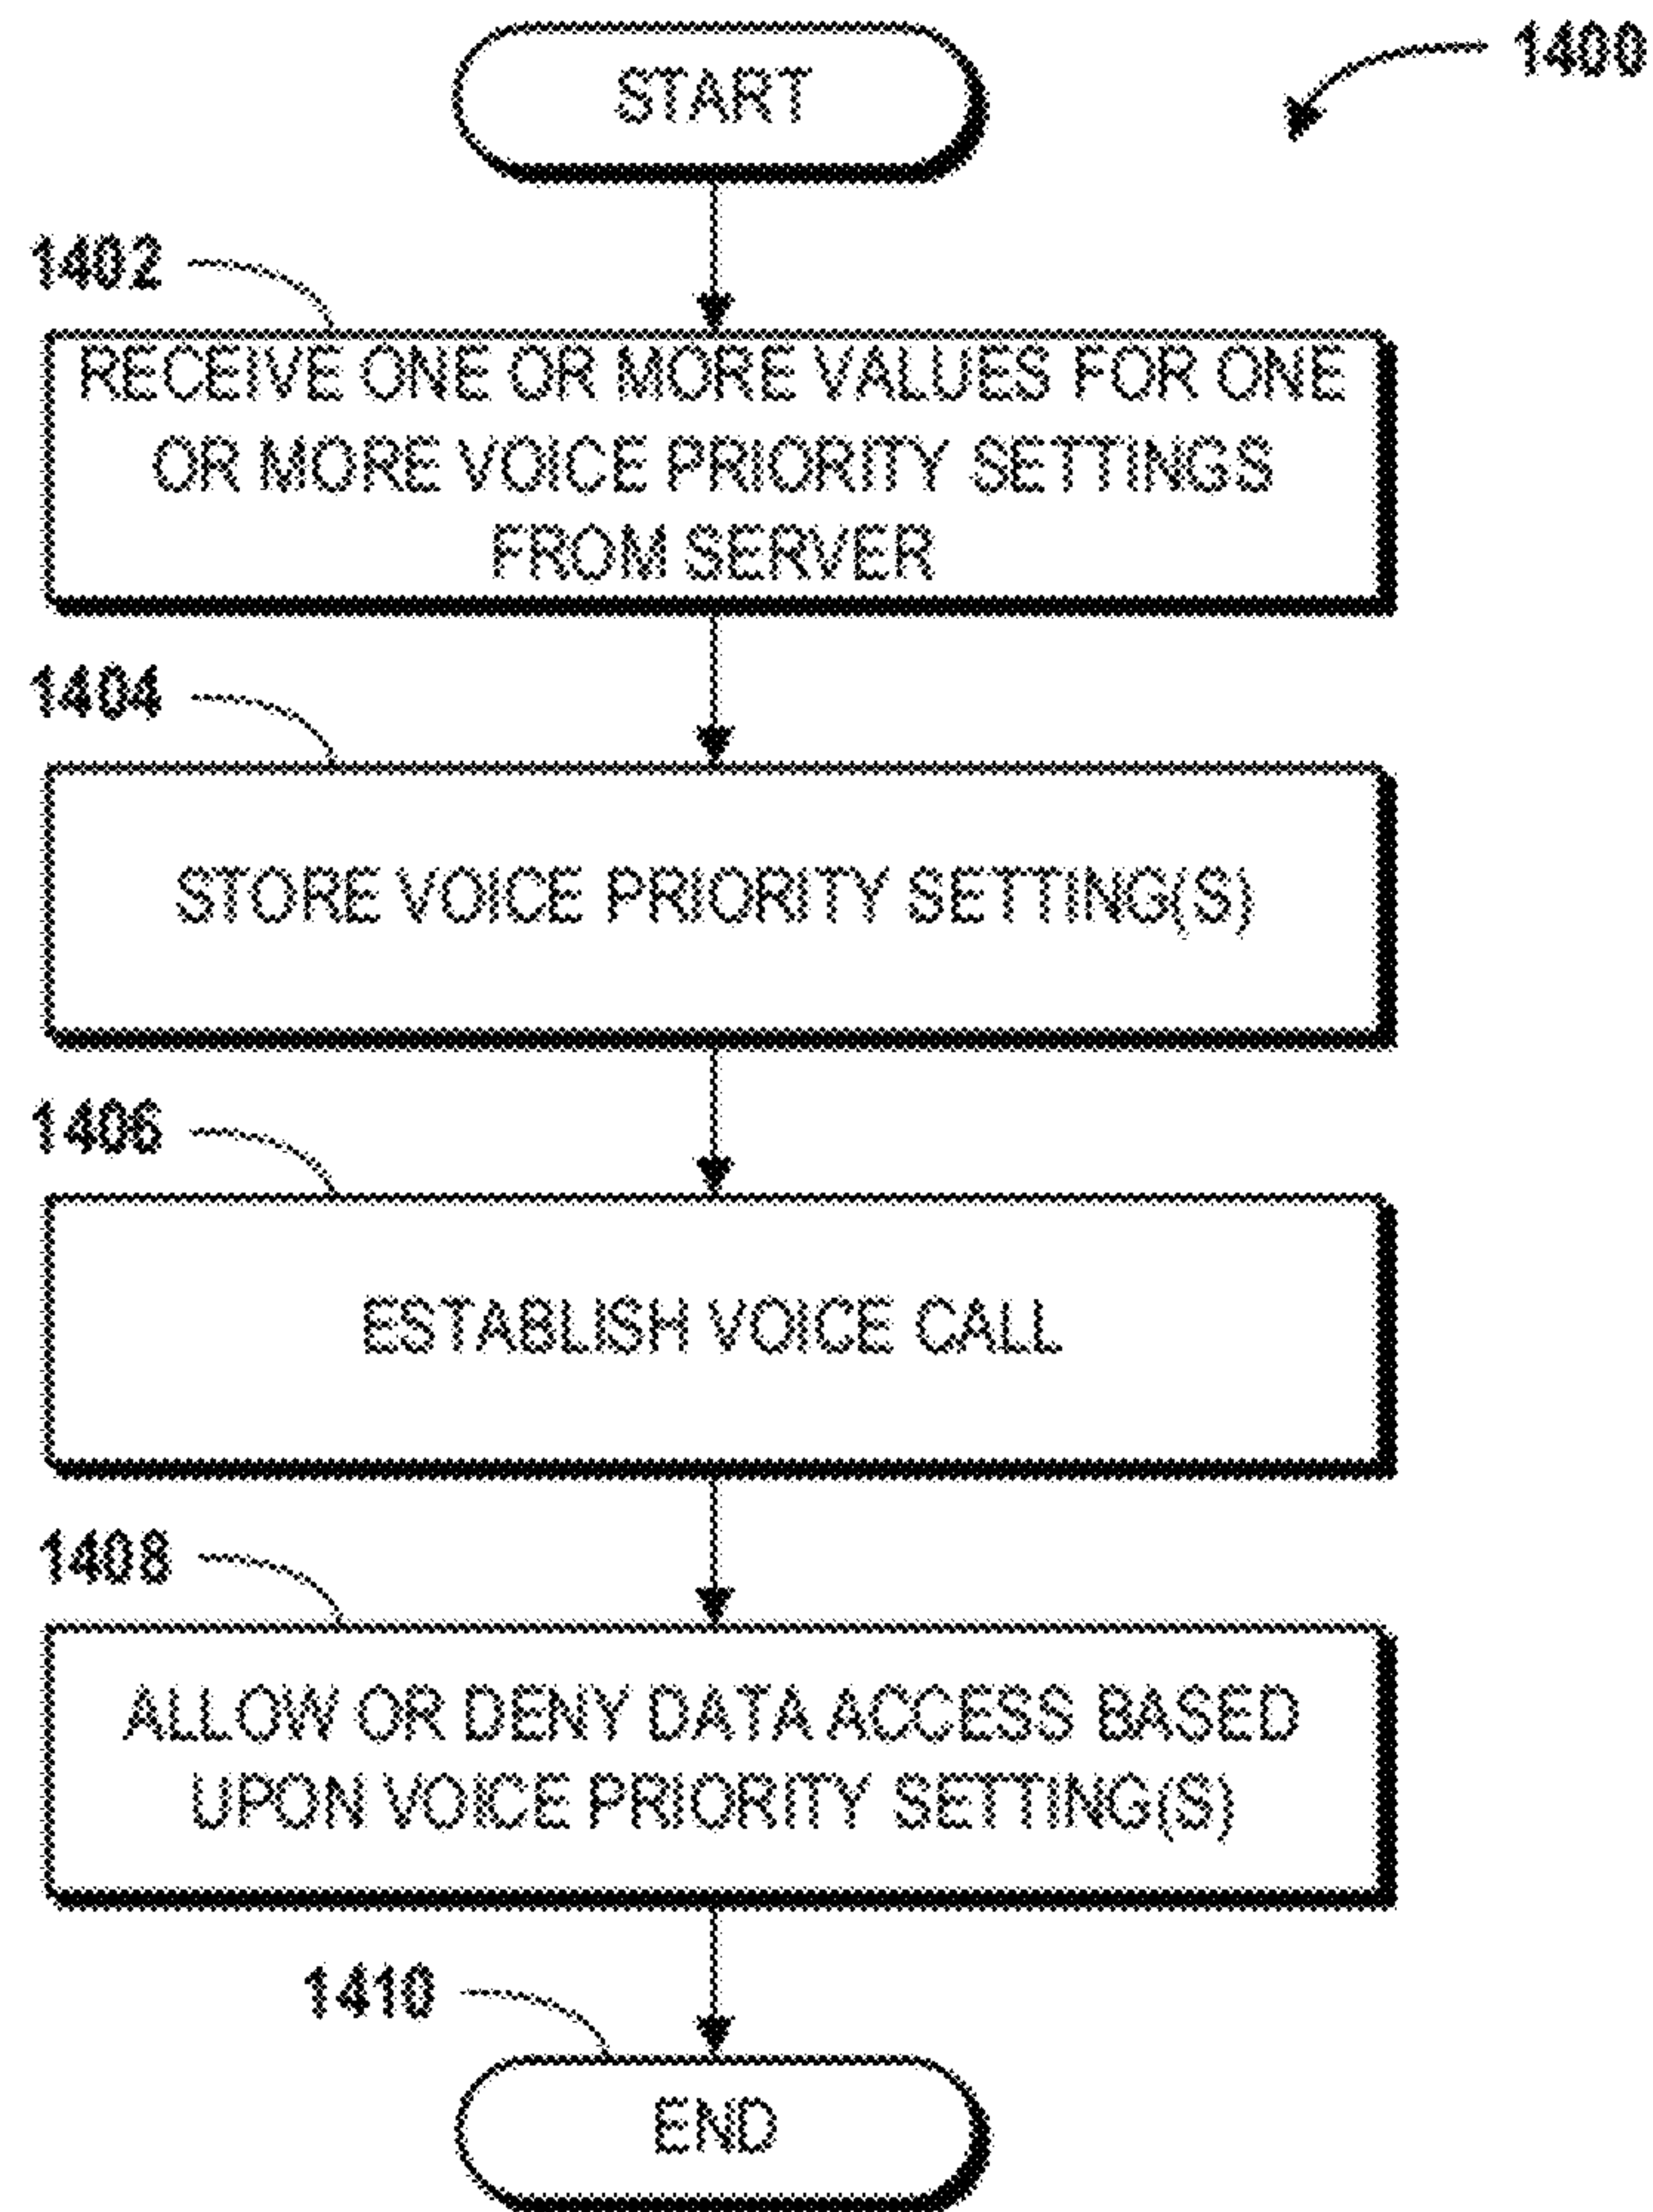 START
1400
1402
RECEIVE ONE OR MORE VALUES FOR ONE
OR MORE VOICE PRIORITY SETTINGS
FROM SERVER
1404
STORE VOICE PRIORITY SETTING(S)
1406
ESTABLISH VOICE CALL
1408
ALLOW OR DENY DATA ACCESS BASED
UPON VOICE PRIORITY SETTING(S)
1410
END